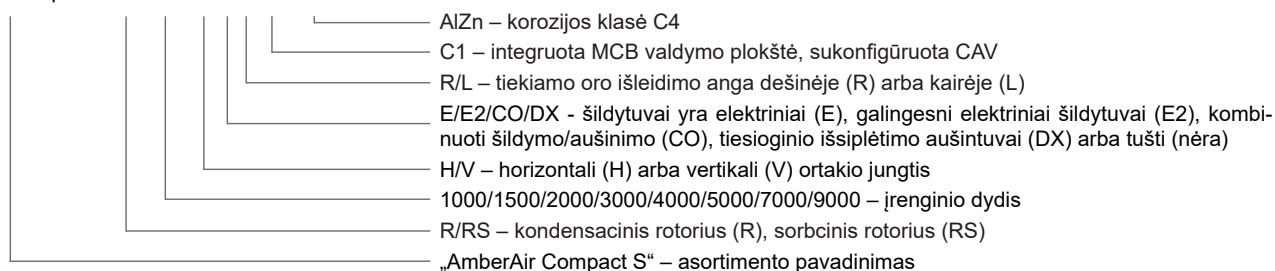 AlZn – korozijos klasė C4
C1 – integruota MCB valdymo plokštė, sukonfigūruota CAV
R/L – tiekiamo oro išleidimo anga dešinėje (R) arba kairėje (L)
E/E2/CO/DX - šildytuvai yra elektriniai (E), galingesni elektriniai šildytuvai (E2), kombi-
nuoti šildymo/aušinimo (CO), tiesioginio išsiplėtimo aušintuvai (DX) arba tušti (nėra)
H/V – horizontali (H) arba vertikali (V) ortakio jungtis
1000/1500/2000/3000/4000/5000/7000/9000 – įrenginio dydis
R/RS – kondensacinis rotorius (R), sorbcinis rotorius (RS)
„AmberAir Compact S“ – asortimento pavadinimas